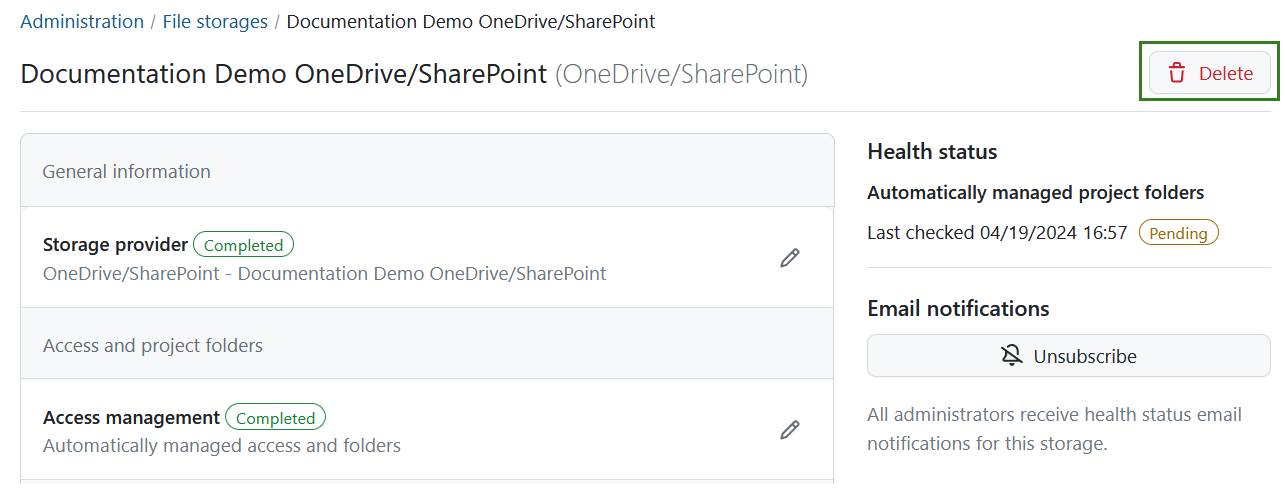 Administration / File storages / Documentation Demo OneDrive/SharePoint
Documentation Demo OneDrive/SharePoint (OneDrive/SharePoint)
Delete
General information
Storage provider Completed
OneDrive/SharePoint - Documentation Demo OneDrive/SharePoint
Access and project folders
Access management Completed
Automatically managed access and folders
Health status
Automatically managed project folders
Last checked 04/19/2024 16:57 Pending
Email notifications
Unsubscribe
All administrators receive health status email
notifications for this storage.